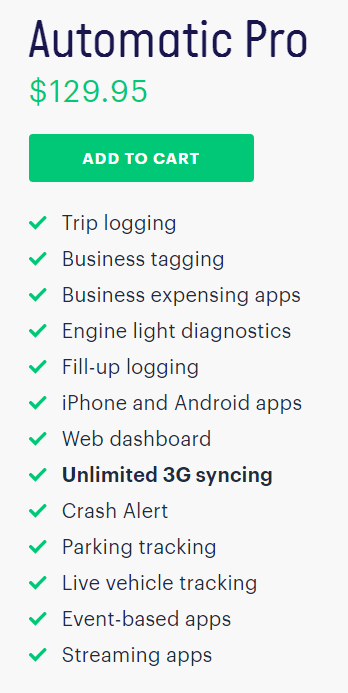 Automatic Pro
$129.95
ADD TO CART
Trip logging
Business tagging
Business expensing apps
Engine light diagnostics
Fill-up logging
iPhone and Android apps
Web dashboard
Unlimited 3G syncing
Crash Alert
Parking tracking
Live vehicle tracking
Event-based apps
Streaming apps